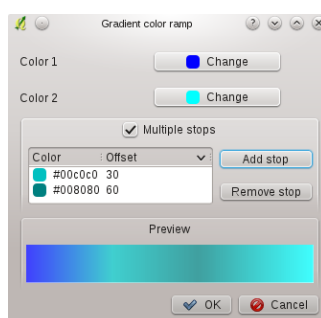 Gradient color ramp
Color 1 Change
Color 2 Change
Multiple stops
Color Offset
#00c0c0 30
#008080 60
Add stop
Remove stop
Preview
OK Cancel